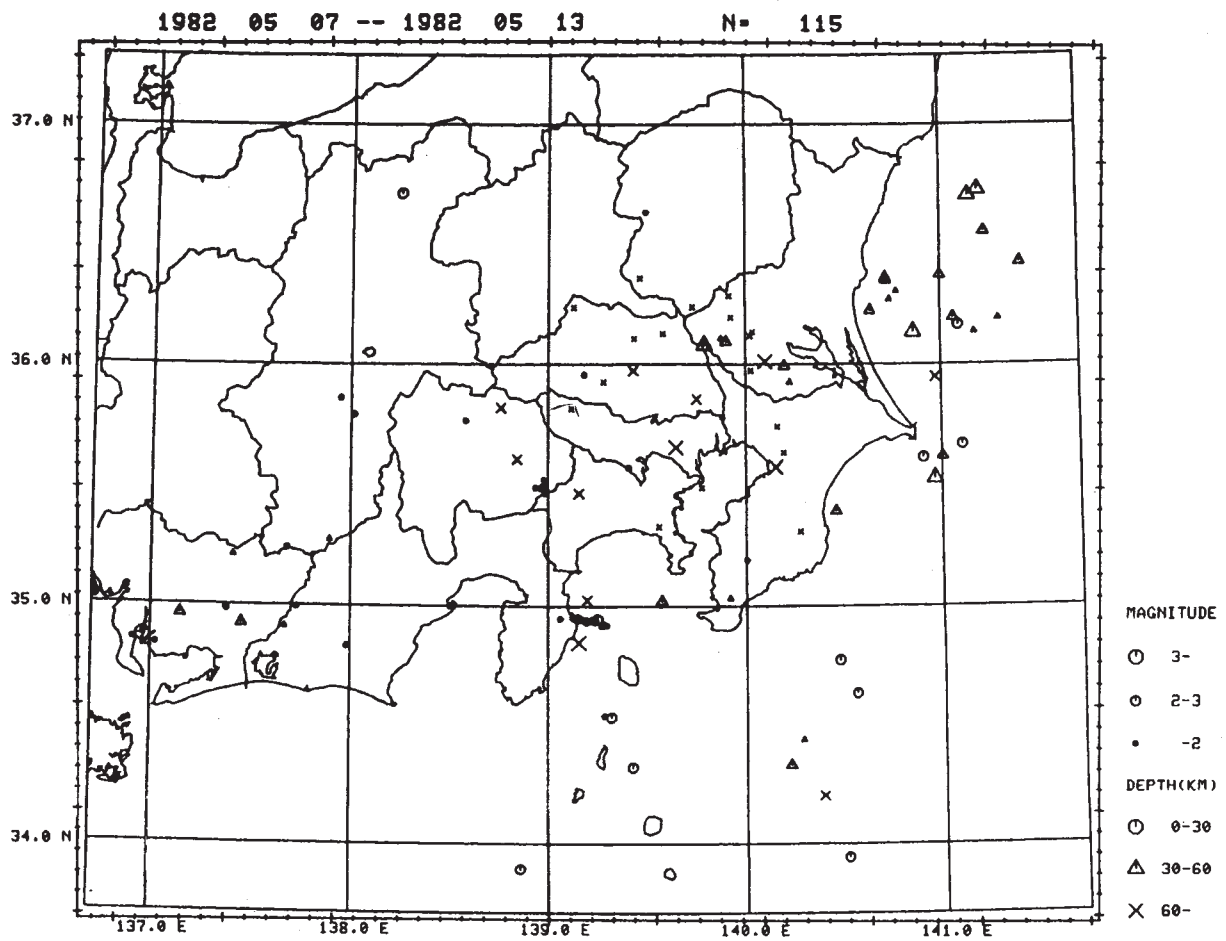 1982 05 07 -- 1982 05 13 N= 115
37.0 N
36.0 N
35.0 N
34.0 N
137.0 E 138.0 E 139.0 E 140.0 E 141.0 E
MAGNITUDE
3-
2-3
-2
DEPTH(KM)
0-30
30-60
60-